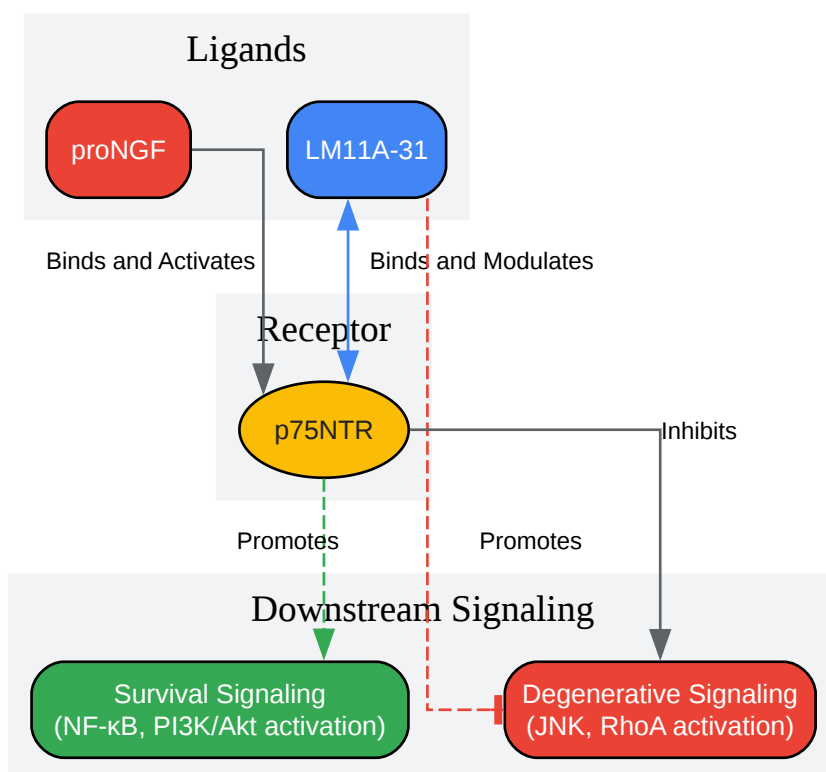 Ligands
proNGF
LM11A-31
Binds and Activates
Binds and Modulates
Receptor
p75NTR
Inhibits
Promotes
Promotes
Downstream Signaling
Survival Signaling
(NF-κB, PI3K/Akt activation)
Degenerative Signaling
(JNK, RhoA activation)